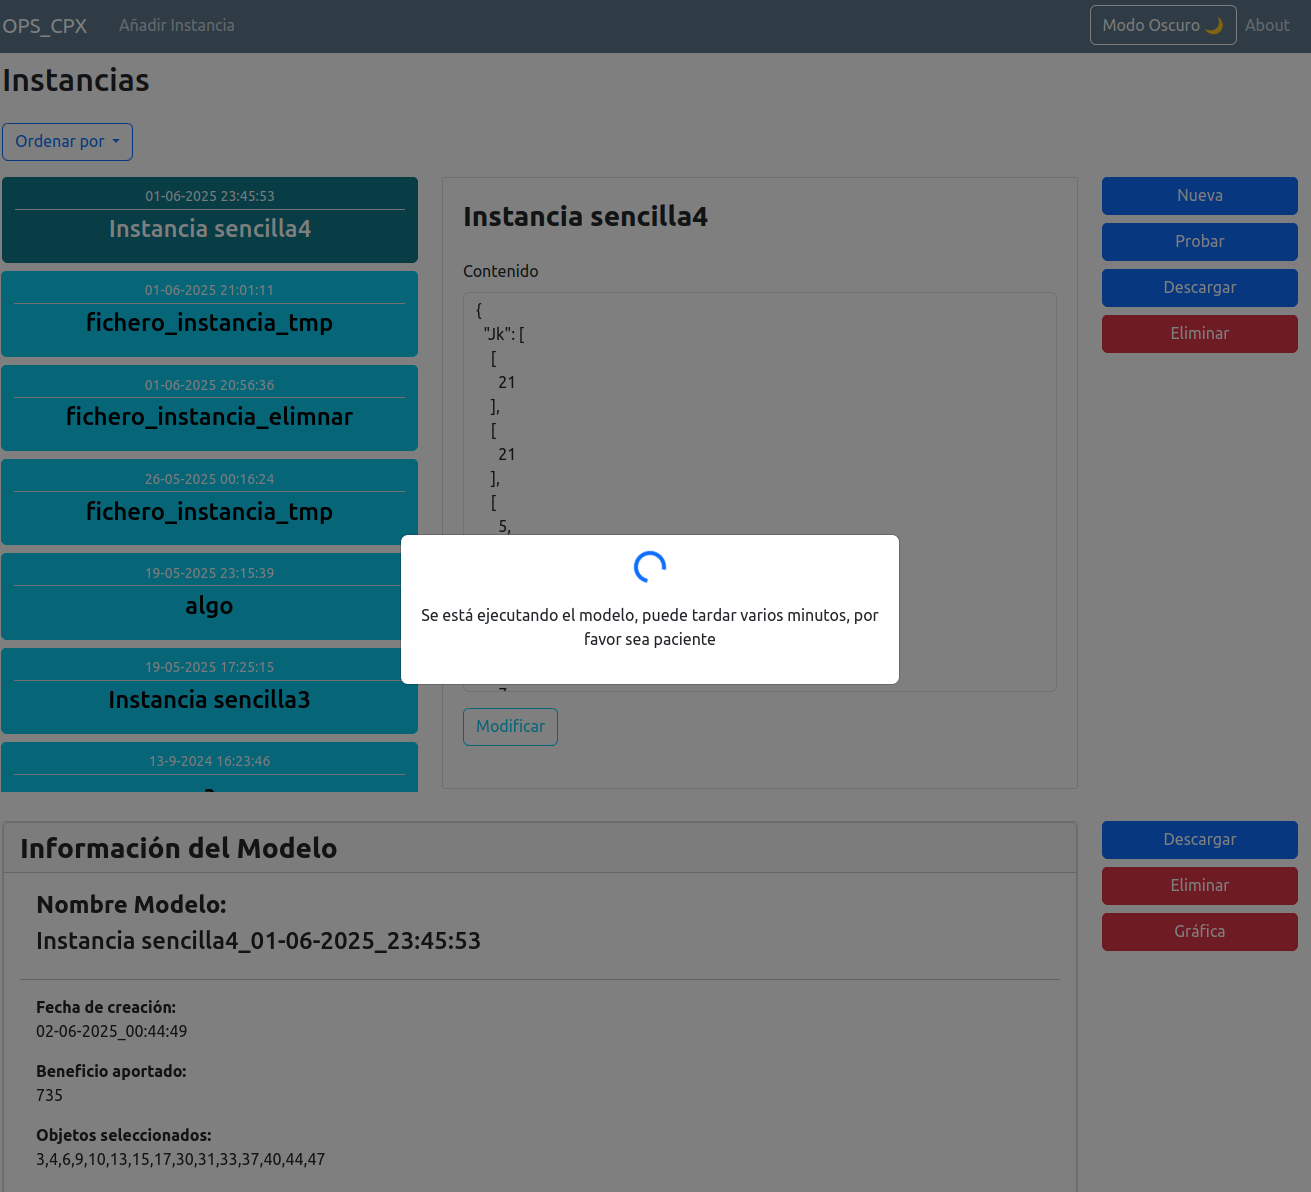 OPS_CPX
Añadir Instancia
Modo Oscuro 🌙
About
Instancias
Ordenar por
01-06-2025 23:45:53
Instancia sencilla4
01-06-2025 21:01:11
fichero_instancia_tmp
01-06-2025 20:56:36
fichero_instancia_elimnar
26-05-2025 00:16:24
fichero_instancia_tmp
19-05-2025 23:15:39
algo
19-05-2025 17:25:15
Instancia sencilla3
13-9-2024 16:23:46
Instancia sencilla4
Contenido
{
"Jk": [
[
21
],
[
21
],
[
5,
Modificar
Nueva
Probar
Descargar
Eliminar
Se está ejecutando el modelo, puede tardar varios minutos, por
favor sea paciente
Información del Modelo
Nombre Modelo:
Instancia sencilla4_01-06-2025_23:45:53
Fecha de creación:
02-06-2025_00:44:49
Beneficio aportado:
735
Objetos seleccionados:
3,4,6,9,10,13,15,17,30,31,33,37,40,44,47
Descargar
Eliminar
Gráfica